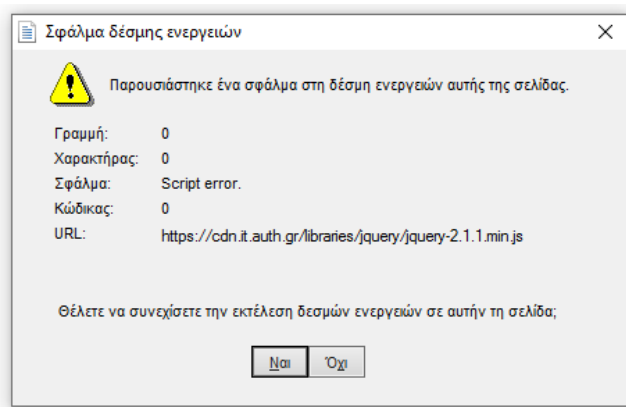 Σφάλμα δέσμης ενεργειών
Παρουσιάστηκε ένα σφάλμα στη δέσμη ενεργειών αυτής της σελίδας.
Γραμμή: 0
Χαρακτήρας: 0
Σφάλμα: Script error.
Κώδικας: 0
URL: https://cdn.it.auth.gr/libraries/jquery/jquery-2.1.1.min.js
Θέλετε να συνεχίσετε την εκτέλεση δεσμών ενεργειών σε αυτήν τη σελίδα;
Ναι Όχι